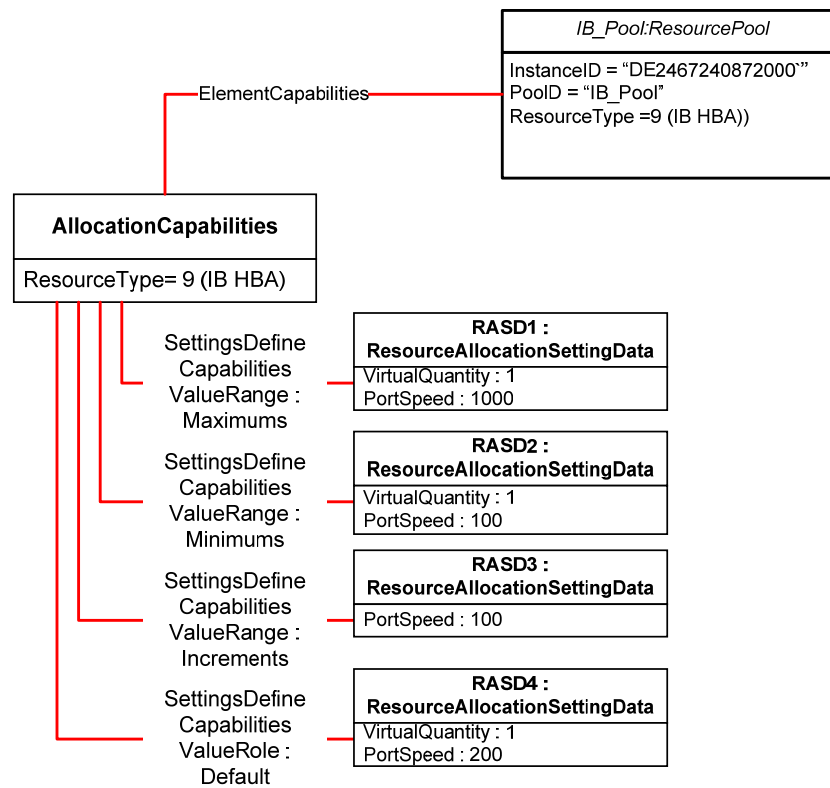 IB_Pool:ResourcePool
InstanceID = “DE2467240872000`”
PoolD = “IB_Pool”
ResourceType =9 (IB HBA))
ElementCapabilities
AllocationCapabilities
ResourceType= 9 (IB HBA)
SettingsDefine
Capabilities
ValueRange :
Maximums
RASD1 :
ResourceAllocationSettingData
VirtualQuantity : 1
PortSpeed : 1000
SettingsDefine
Capabilities
ValueRange :
Minimums
RASD2 :
ResourceAllocationSettingData
VirtualQuantity : 1
PortSpeed : 100
SettingsDefine
Capabilities
ValueRange :
Increments
RASD3 :
ResourceAllocationSettingData
PortSpeed : 100
SettingsDefine
Capabilities
ValueRole :
Default
RASD4 :
ResourceAllocationSettingData
VirtualQuantity : 1
PortSpeed : 200